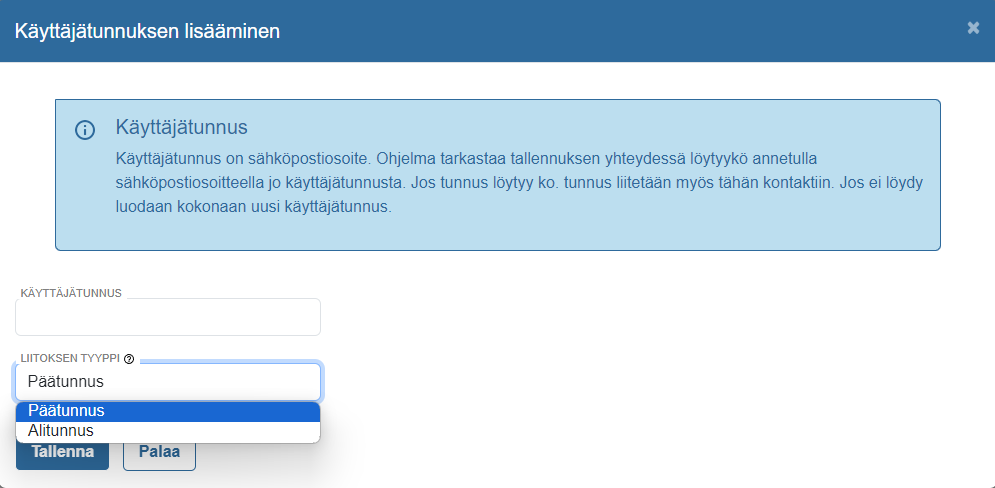 Käyttäjätunnuksen lisääminen
Käyttäjätunnus
Käyttäjätunnus on sähköpostiosoite. Ohjelma tarkastaa tallennuksen yhteydessä löytyykö annetulla
sähköpostiosoitteella jo käyttäjätunnusta. Jos tunnus löytyy ko. tunnus liitetään myös tähän kontaktiin. Jos ei löydy
luodaan kokonaan uusi käyttäjätunnus.
KÄYTTÄJÄTUNNUS
LIITOKSEN TYYPPI
Päätunnus
Päätunnus
Alitunnus
Tallenna Palaa